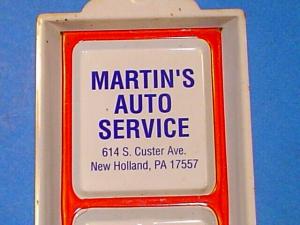 MARTIN'S
AUTO
SERVICE
614 S. Custer Ave.
New Holland, PA 17557